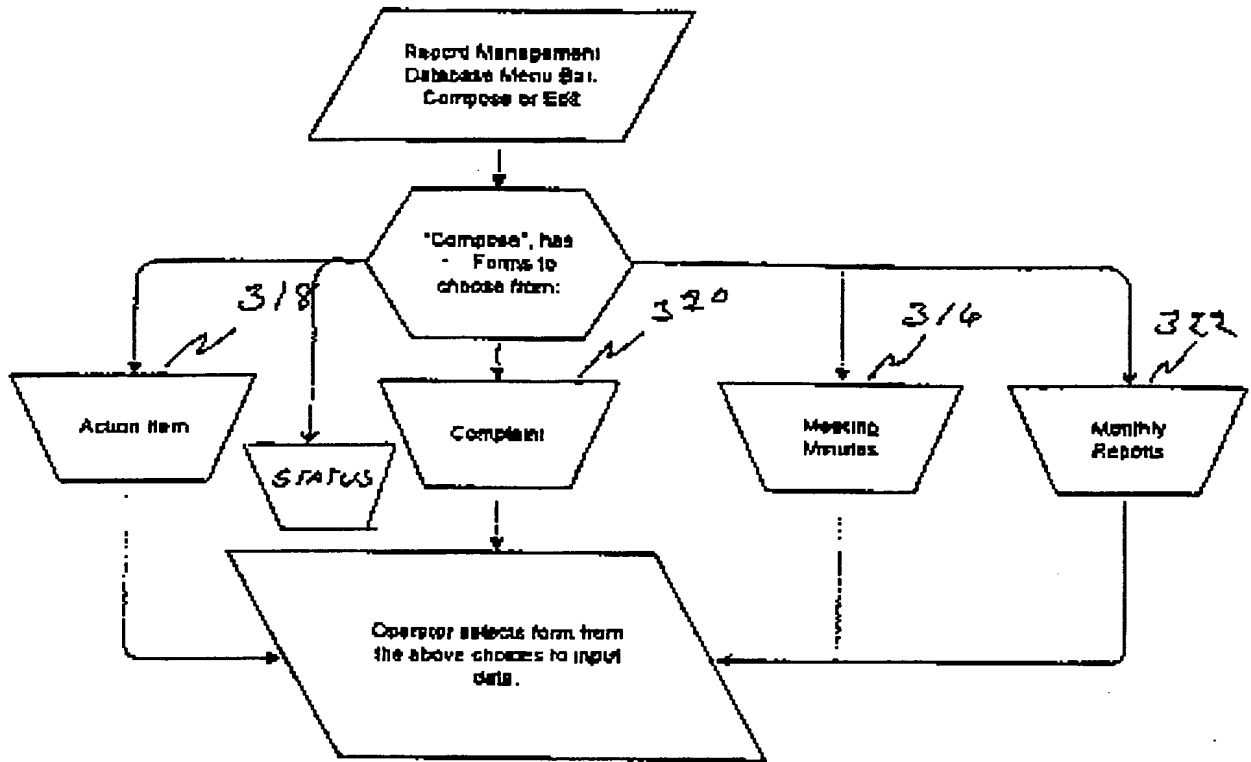 Record Management
Database Menu Bar.
Compose or Edit
"Compose", has
- Forms to
choose from:
318
320
314
322
Action Item
STATUS
Complaint
Meeting
Minutes
Monthly
Reports
Operator selects form from
the above choices to input
data.